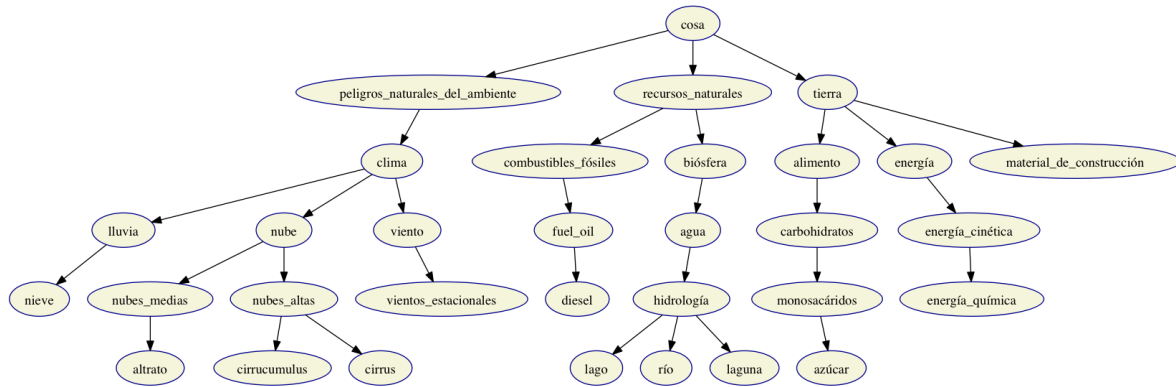 cosa
peligros_naturales_del_ambiente
recursos_naturales
tierra
clima
combustibles_fósiles
biósfera
alimento
energía
material_de_construcción
lluvia
nube
viento
fuel_oil
agua
carbohidratos
energía_cinética
nieve
nubes_medias
nubes_altas
vientos_estacionales
diesel
hidrología
monosacáridos
energía_química
altrato
cirrucumulus
cirrus
lago
río
laguna
azúcar